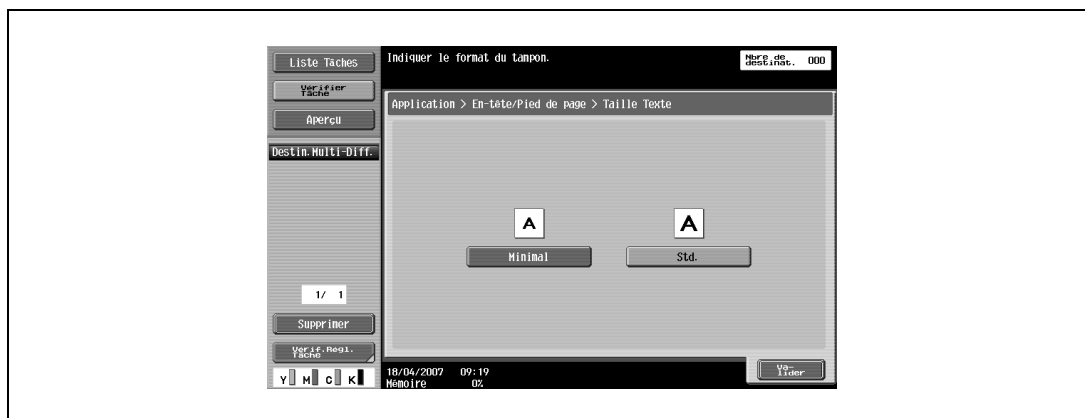 Liste Tâches
Indiquer le format du tampon.
Nbre de
destinat. 000
Vérifier
Tâche
Application > En-tête/Pied de page > Taille Texte
Aperçu
Destin.Multi-Diff.
A
A
Minimal
Std.
1/ 1
Supprimer
Vérif.Régl.
Tâche
Va-
lider
Y M C K
18/04/2007 09:19
Mémoire 0%